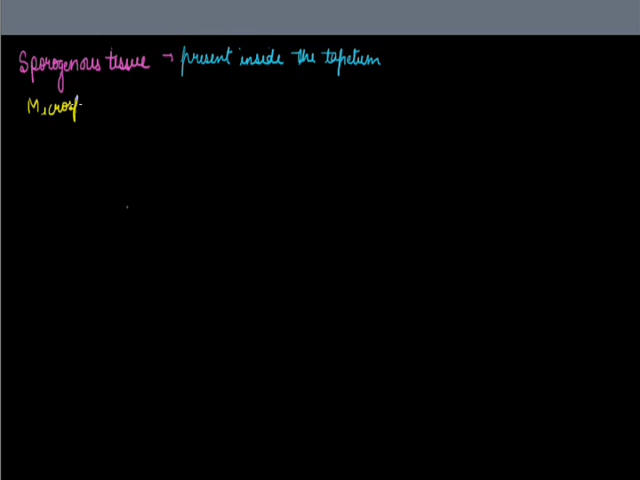 Sporogenous tissue → present inside the tapetum
Microsp